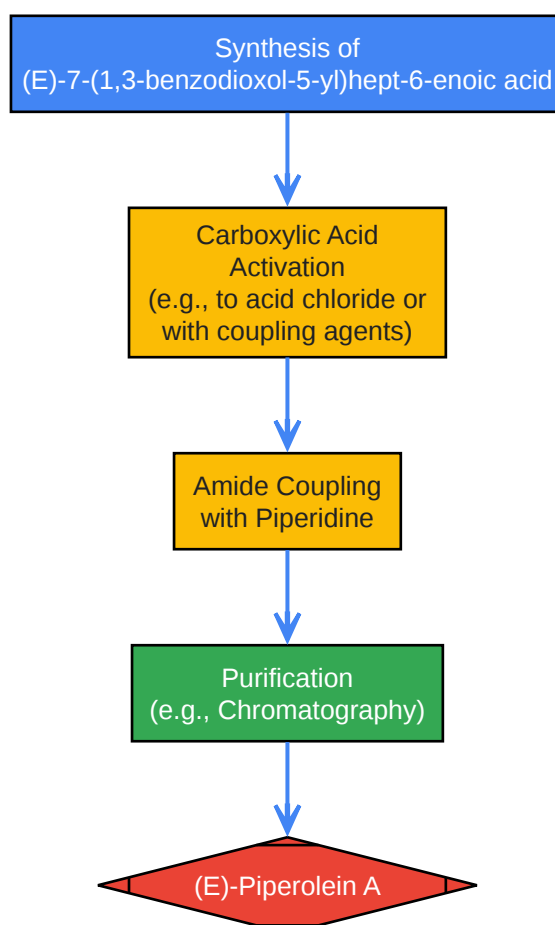 Synthesis of
(E)-7-(1,3-benzodioxol-5-yl)hept-6-enoic acid
Carboxylic Acid
Activation
(e.g., to acid chloride or
with coupling agents)
Amide Coupling
with Piperidine
Purification
(e.g., Chromatography)
(E)-Piperolein A